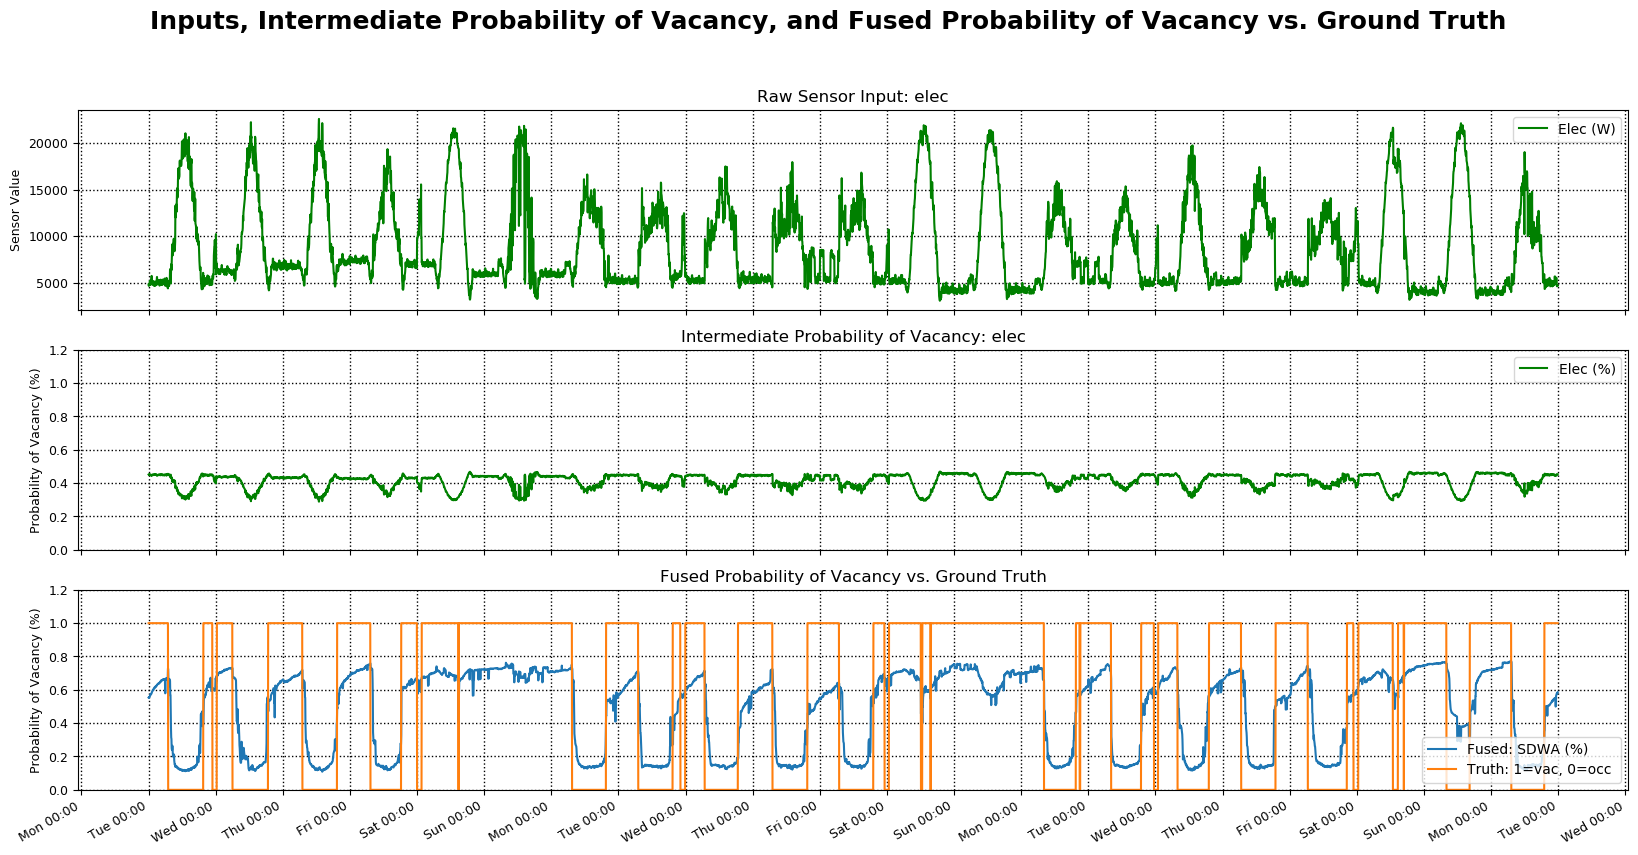 Inputs, Intermediate Probability of Vacancy, and Fused Probability of Vacancy vs. Ground Truth
Raw Sensor Input: elec
Sensor Value
20000
15000
10000
5000
Elec (W)
Intermediate Probability of Vacancy: elec
Probability of Vacancy (%)
1.2
1.0
0.8
0.6
0.4
0.2
0.0
Elec (%)
Fused Probability of Vacancy vs. Ground Truth
Probability of Vacancy (%)
1.2
1.0
0.8
0.6
0.4
0.2
0.0
Fused: SDWA (%)
Truth: 1=vac, 0=occ
Mon 00:00
Tue 00:00
Wed 00:00
Thu 00:00
Fri 00:00
Sat 00:00
Sun 00:00
Mon 00:00
Tue 00:00
Wed 00:00
Thu 00:00
Fri 00:00
Sat 00:00
Sun 00:00
Mon 00:00
Tue 00:00
Wed 00:00
Thu 00:00
Fri 00:00
Sat 00:00
Sun 00:00
Mon 00:00
Tue 00:00
Wed 00:00